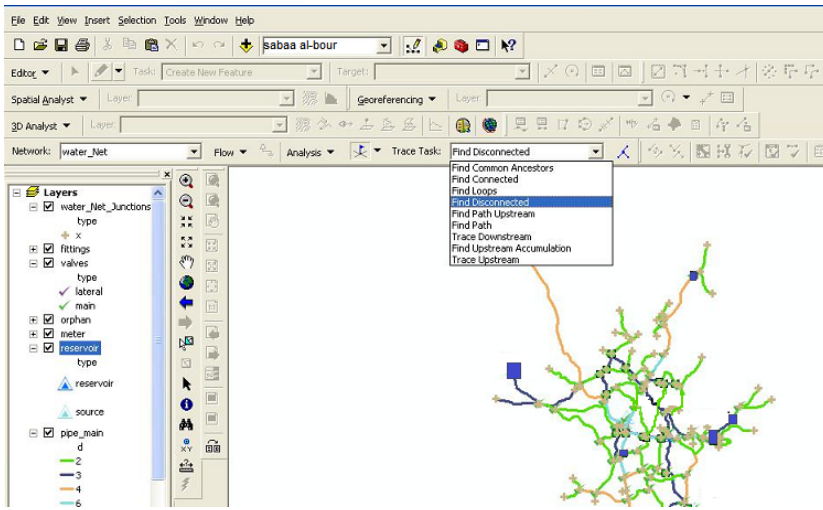 File Edit View Insert Selection Tools Window Help
sabaa al-bour
Editor Task: Create New Feature Target:
Spatial Analyst Layer: Georeferencing Layer:
3D Analyst Layer:
Network: water_Net Flow Analysis Trace Task: Find Disconnected
Find Common Ancestors
Find Connected
Find Loops
Find Disconnected
Find Path Upstream
Find Path
Trace Downstream
Find Upstream Accumulation
Trace Upstream
Layers
water_Net_Junctions
type
x
fittings
valves
type
lateral
main
orphan
meter
reservoir
type
reservoir
source
pipe_main
d
2
3
4
6
XY